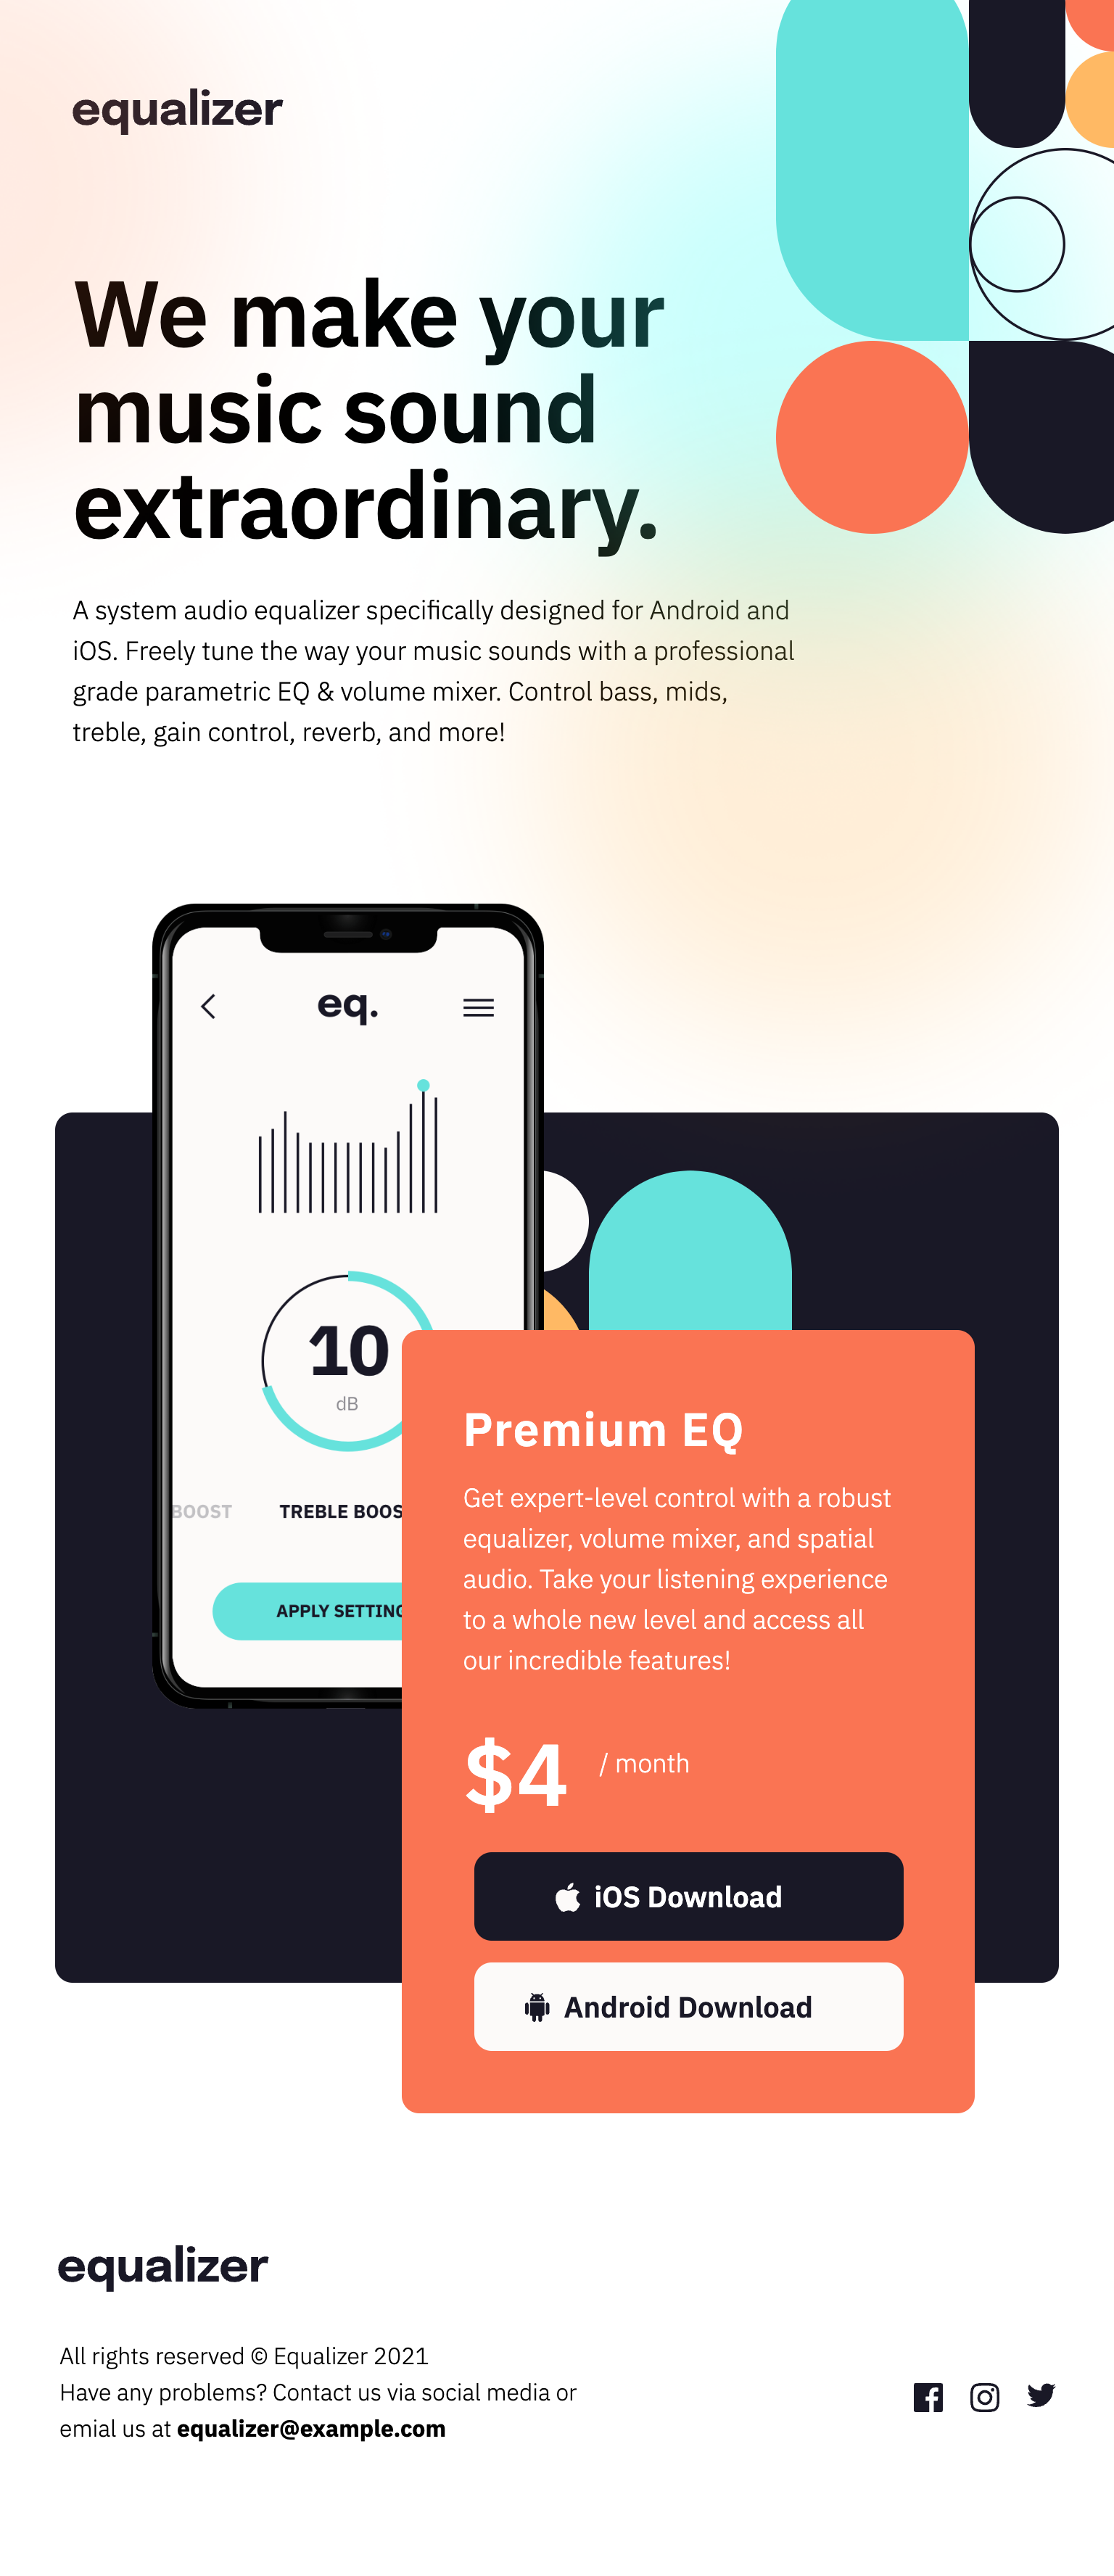 equalizer
We make your
music sound
extraordinary.
A system audio equalizer specifically designed for Android and
iOS. Freely tune the way your music sounds with a professional
grade parametric EQ & volume mixer. Control bass, mids,
treble, gain control, reverb, and more!
eq.
10
dB
BOOST
TREBLE BOOS
APPLY SETTING
Premium EQ
Get expert-level control with a robust
equalizer, volume mixer, and spatial
audio. Take your listening experience
to a whole new level and access all
our incredible features!
$4 / month
iOS Download
Android Download
equalizer
All rights reserved © Equalizer 2021
Have any problems? Contact us via social media or
emial us at equalizer@example.com